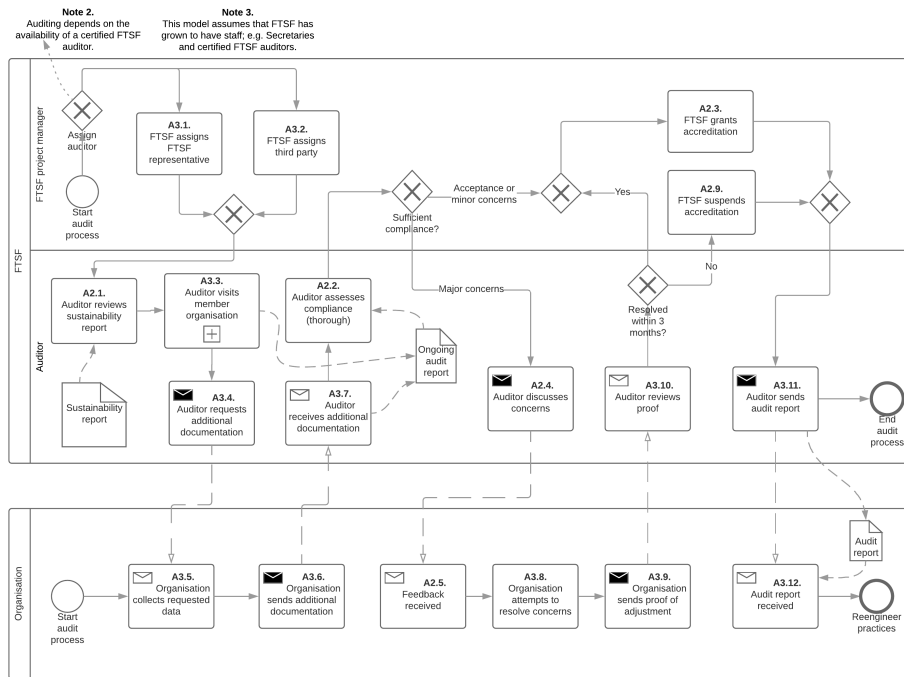 Note 2.
Auditing depends on the
availability of a certified FTSF
auditor.
Note 3.
This model assumes that FTSF has
grown to have staff; e.g. Secretaries
and certified FTSF auditors.
FTSF
FTSF project manager
Assign
auditor
Start
audit
process
A3.1.
FTSF assigns
FTSF
representative
A3.2.
FTSF assigns
third party
Sufficient
compliance?
Acceptance or
minor concerns
Yes
A2.3.
FTSF grants
accreditation
A2.9.
FTSF suspends
accreditation
Auditor
A2.1.
Auditor reviews
sustainability
report
Sustainability
report
A3.3.
Auditor visits
member
organisation
A3.4.
Auditor requests
additional
documentation
A2.2.
Auditor assesses
compliance
(thorough)
A3.7.
Auditor
receives additional
documentation
Ongoing
audit
report
Major concerns
A2.4.
Auditor discusses
concerns
No
Resolved
within 3
months?
A3.10.
Auditor reviews
proof
A3.11.
Auditor sends
audit report
End
audit
process
Organisation
Start
audit
process
A3.5.
Organisation
collects requested
data
A3.6.
Organisation
sends additional
documentation
A2.5.
Feedback
received
A3.8.
Organisation
attempts to
resolve concerns
A3.9.
Organisation
sends proof of
adjustment
A3.12.
Audit report
received
Audit
report
Reengineer
practices